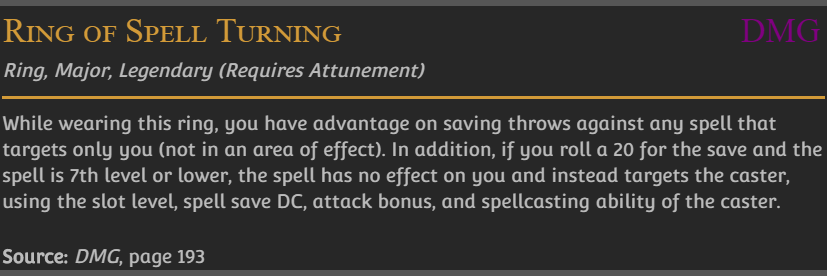 Ring of Spell Turning DMG
Ring, Major, Legendary (Requires Attunement)
While wearing this ring, you have advantage on saving throws against any spell that
targets only you (not in an area of effect). In addition, if you roll a 20 for the save and the
spell is 7th level or lower, the spell has no effect on you and instead targets the caster,
using the slot level, spell save DC, attack bonus, and spellcasting ability of the caster.
Source: DMG, page 193